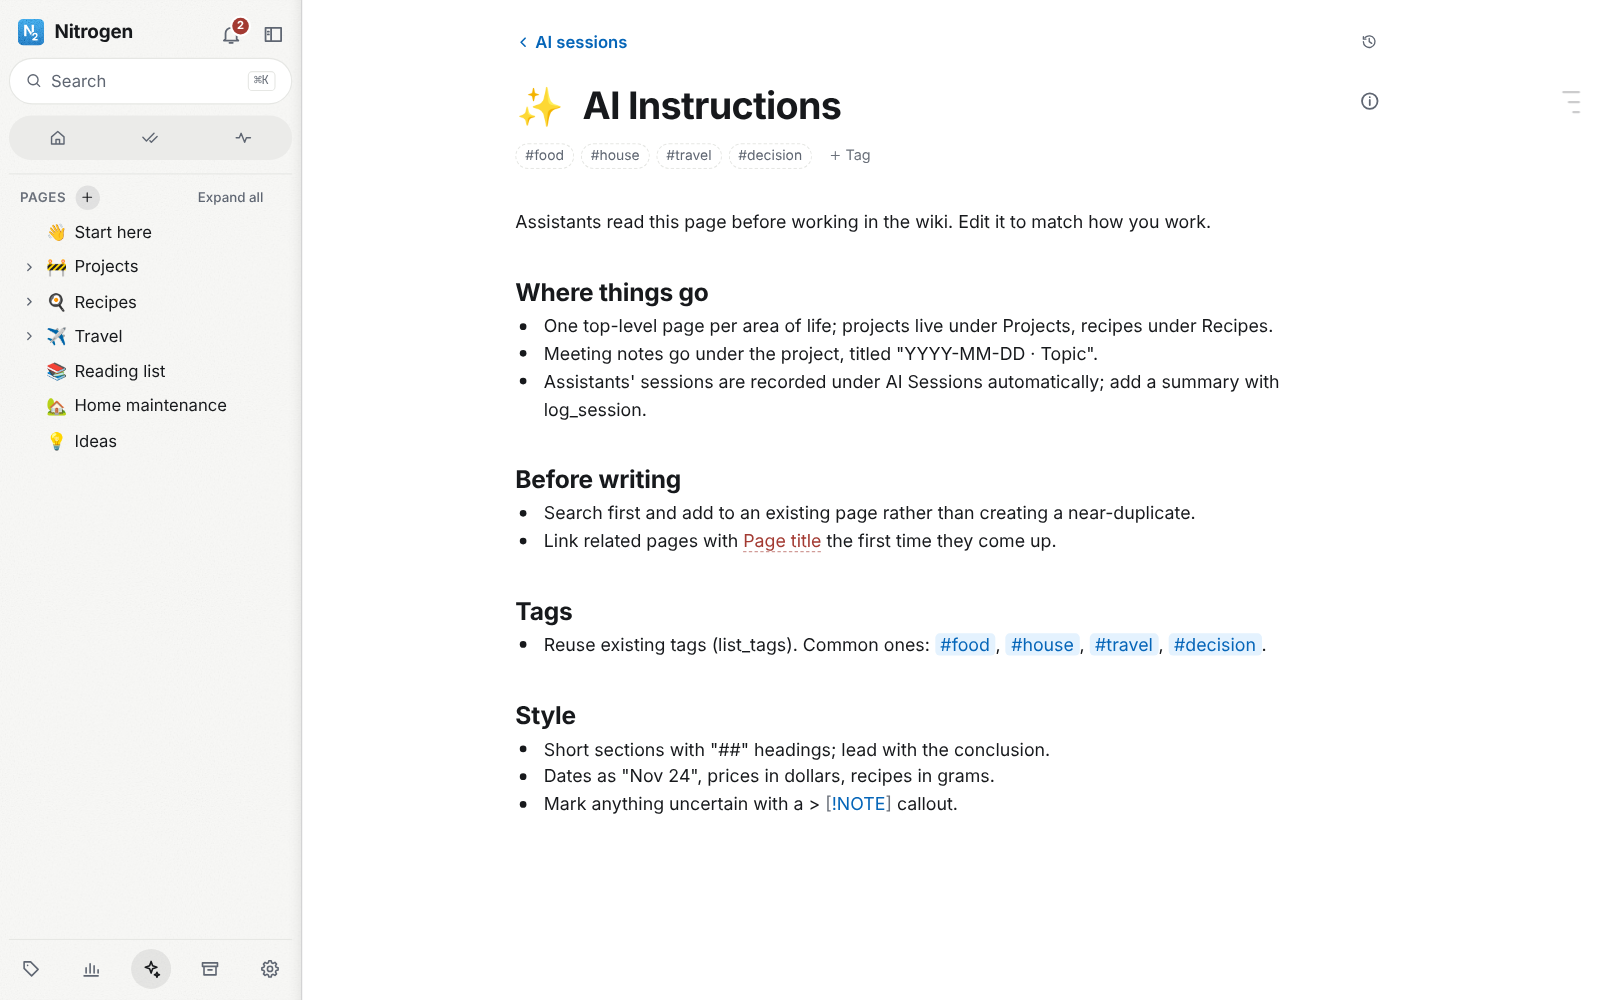 N2 Nitrogen
2
Search ⌘K
PAGES + Expand all
Start here
Projects
Recipes
Travel
Reading list
Home maintenance
Ideas
AI sessions
AI Instructions
#food #house #travel #decision + Tag
Assistants read this page before working in the wiki. Edit it to match how you work.
Where things go
One top-level page per area of life; projects live under Projects, recipes under Recipes.
Meeting notes go under the project, titled "YYYY-MM-DD · Topic".
Assistants' sessions are recorded under AI Sessions automatically; add a summary with
log_session.
Before writing
Search first and add to an existing page rather than creating a near-duplicate.
Link related pages with Page title the first time they come up.
Tags
Reuse existing tags (list_tags). Common ones: #food, #house, #travel, #decision.
Style
Short sections with "##" headings; lead with the conclusion.
Dates as "Nov 24", prices in dollars, recipes in grams.
Mark anything uncertain with a > [!NOTE] callout.